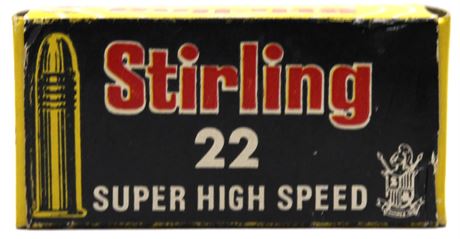 Stirling
22
SUPER HIGH SPEED